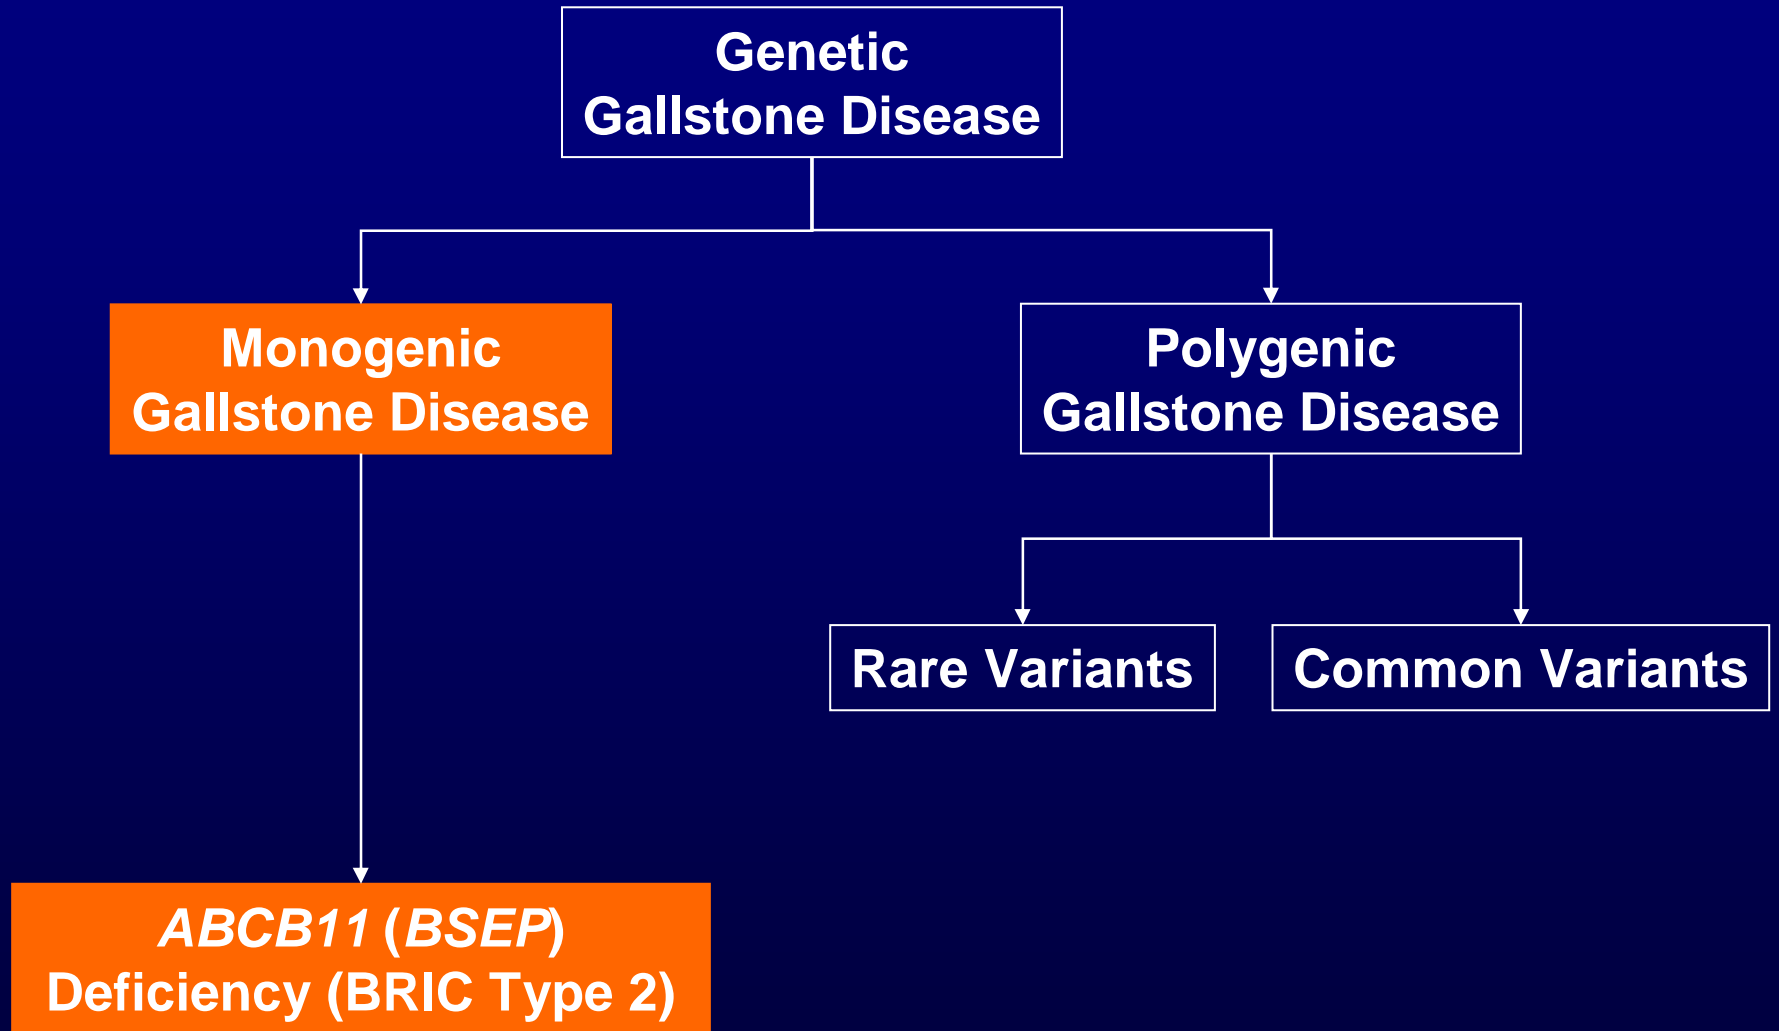 Genetic
Gallstone Disease
Monogenic
Gallstone Disease
Polygenic
Gallstone Disease
Rare Variants
Common Variants
ABCB11 (BSEP)
Deficiency (BRIC Type 2)